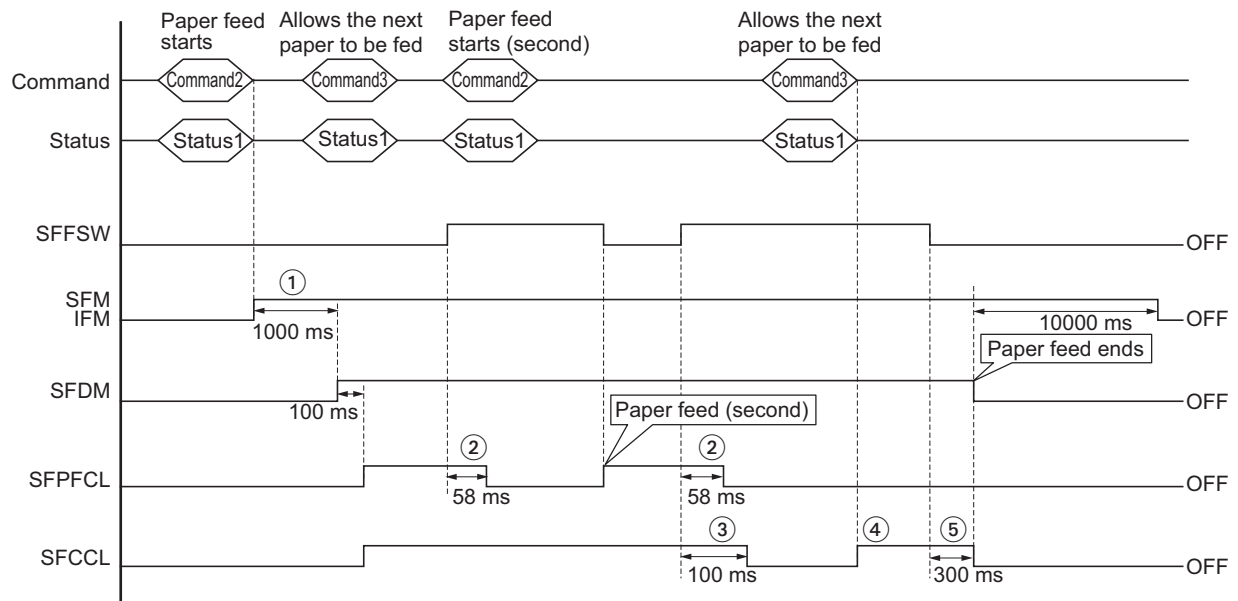 Paper feed
starts
Allows the next
paper to be fed
Paper feed
starts (second)
Allows the next
paper to be fed
Command
Command2
Command3
Command2
Command3
Status
Status1
Status1
Status1
Status1
SFFSW
OFF
①
SFM
IFM
1000 ms
10000 ms
OFF
Paper feed ends
SFDM
100 ms
OFF
Paper feed (second)
②
②
SFPFCL
58 ms
58 ms
OFF
③
④
⑤
SFCCL
100 ms
300 ms
OFF